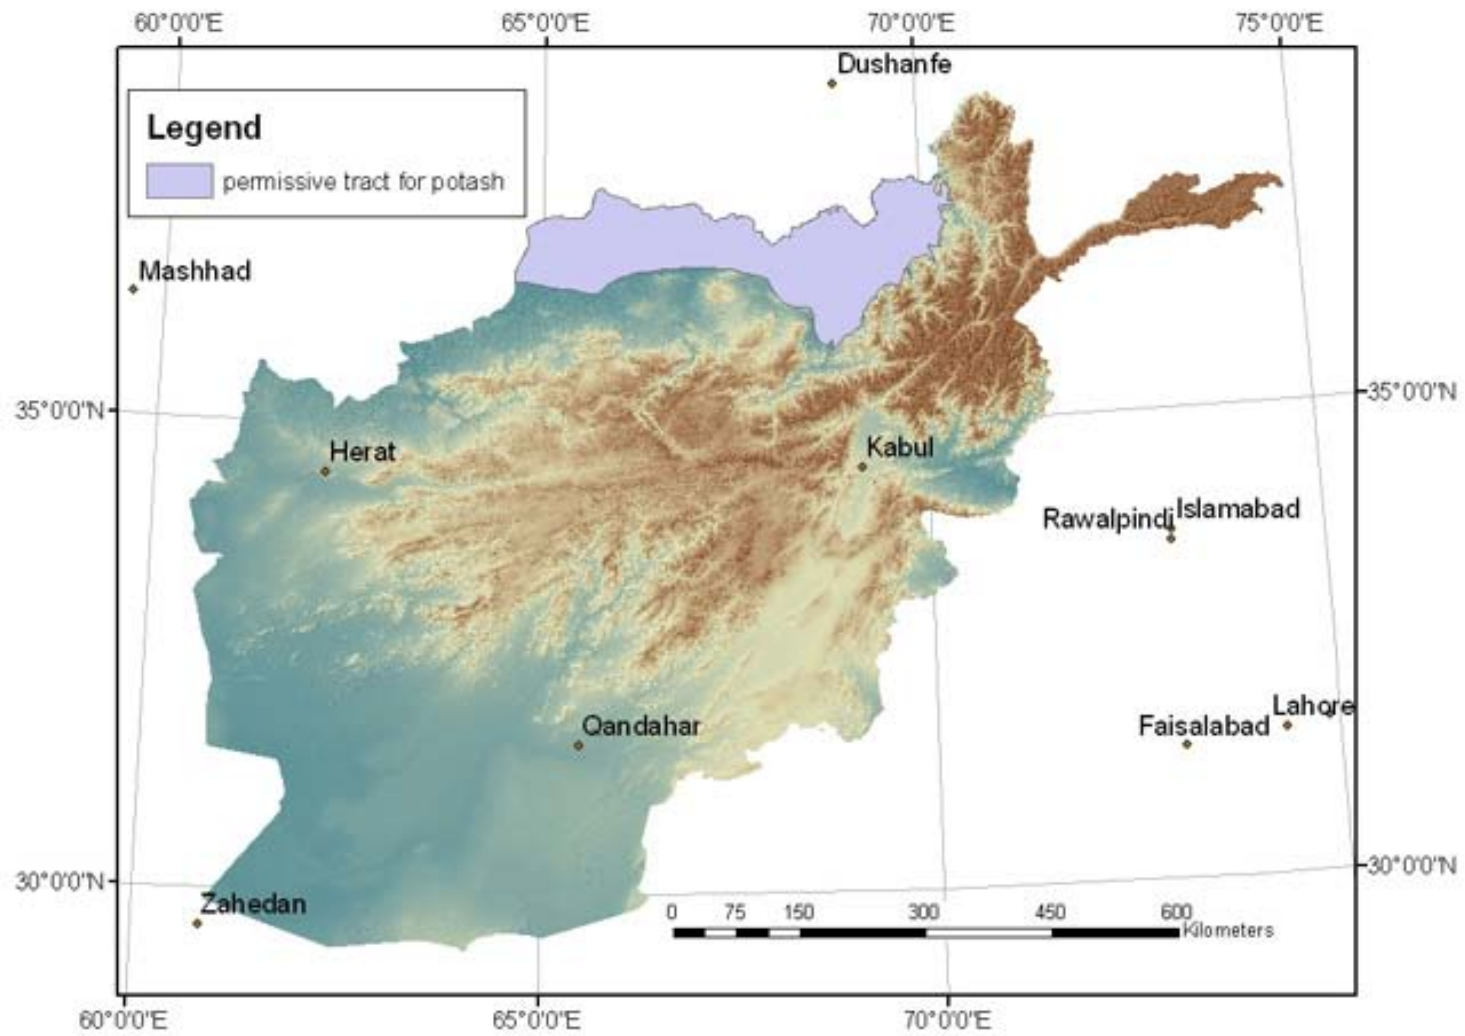 60°0'0"E 65°0'0"E 70°0'0"E 75°0'0"E
Dushanfe
Legend
permissive tract for potash
Mashhad
35°0'0"N
35°0'0"N
Herat
Kabul
Islamabad
Rawalpindi
Qandahar
Lahore
Faisalabad
30°0'0"N
30°0'0"N
Zahedan
0 75 150 300 450 600
Kilometers
60°0'0"E 65°0'0"E 70°0'0"E